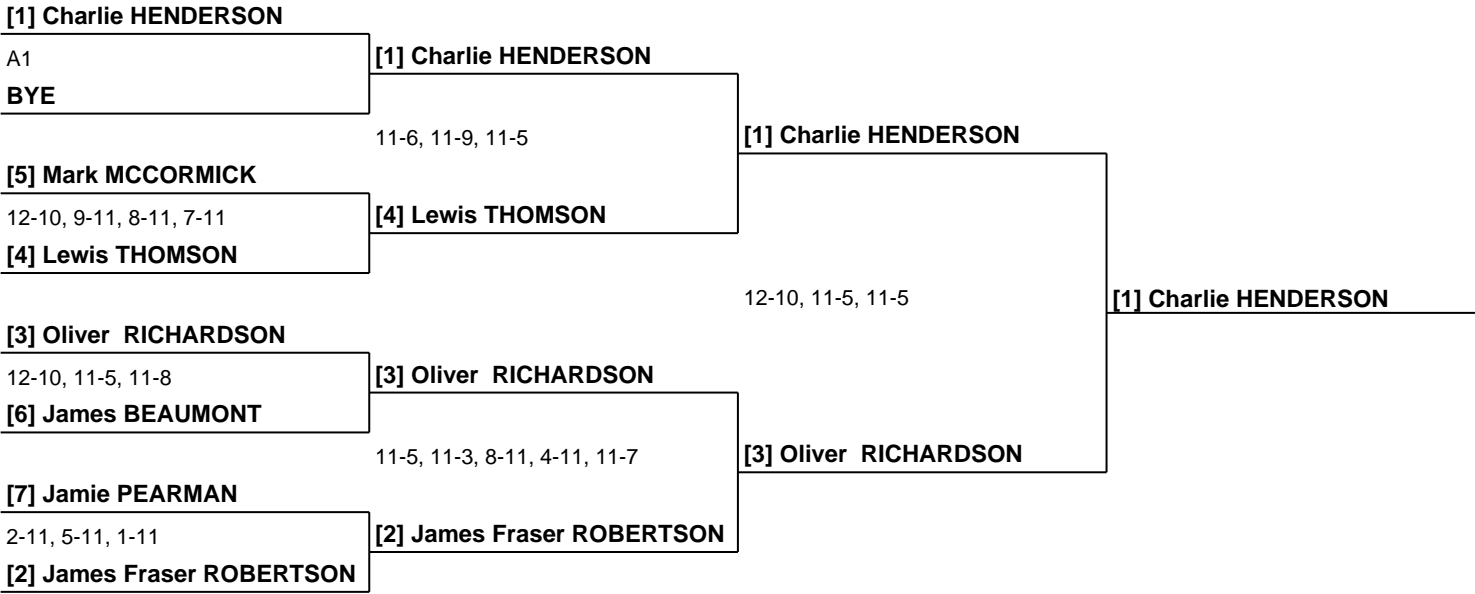 [1] Charlie HENDERSON
A1
BYE
[1] Charlie HENDERSON
11-6, 11-9, 11-5
[5] Mark MCCORMICK
12-10, 9-11, 8-11, 7-11
[4] Lewis THOMSON
[4] Lewis THOMSON
[1] Charlie HENDERSON
12-10, 11-5, 11-5
[1] Charlie HENDERSON
[3] Oliver  RICHARDSON
12-10, 11-5, 11-8
[6] James BEAUMONT
[3] Oliver  RICHARDSON
11-5, 11-3, 8-11, 4-11, 11-7
[3] Oliver  RICHARDSON
[7] Jamie PEARMAN
2-11, 5-11, 1-11
[2] James Fraser ROBERTSON
[2] James Fraser ROBERTSON